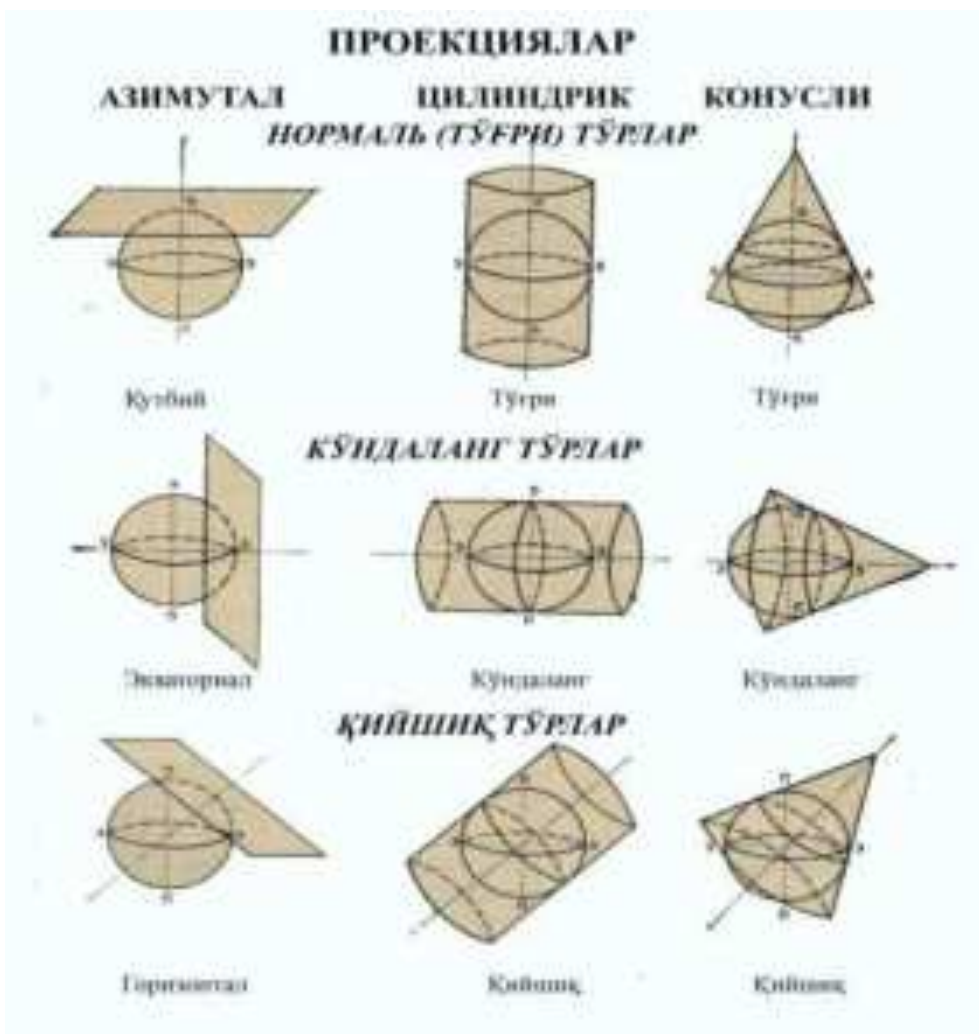 ПРОЕКЦИЯЛАР
АЗИМУТАЛ ЦИЛИНДРИК КОНУСЛИ
НОРМАЛЬ (ТЎҒРИ) ТЎРЛАР
Қутбий Тўғри Тўғри
КЎНДАЛАНГ ТЎРЛАР
Экваториал Кўндаланг Кўндаланг
ҚИЙШИҚ ТЎРЛАР
Горизонтал Қийшиқ Қийшиқ